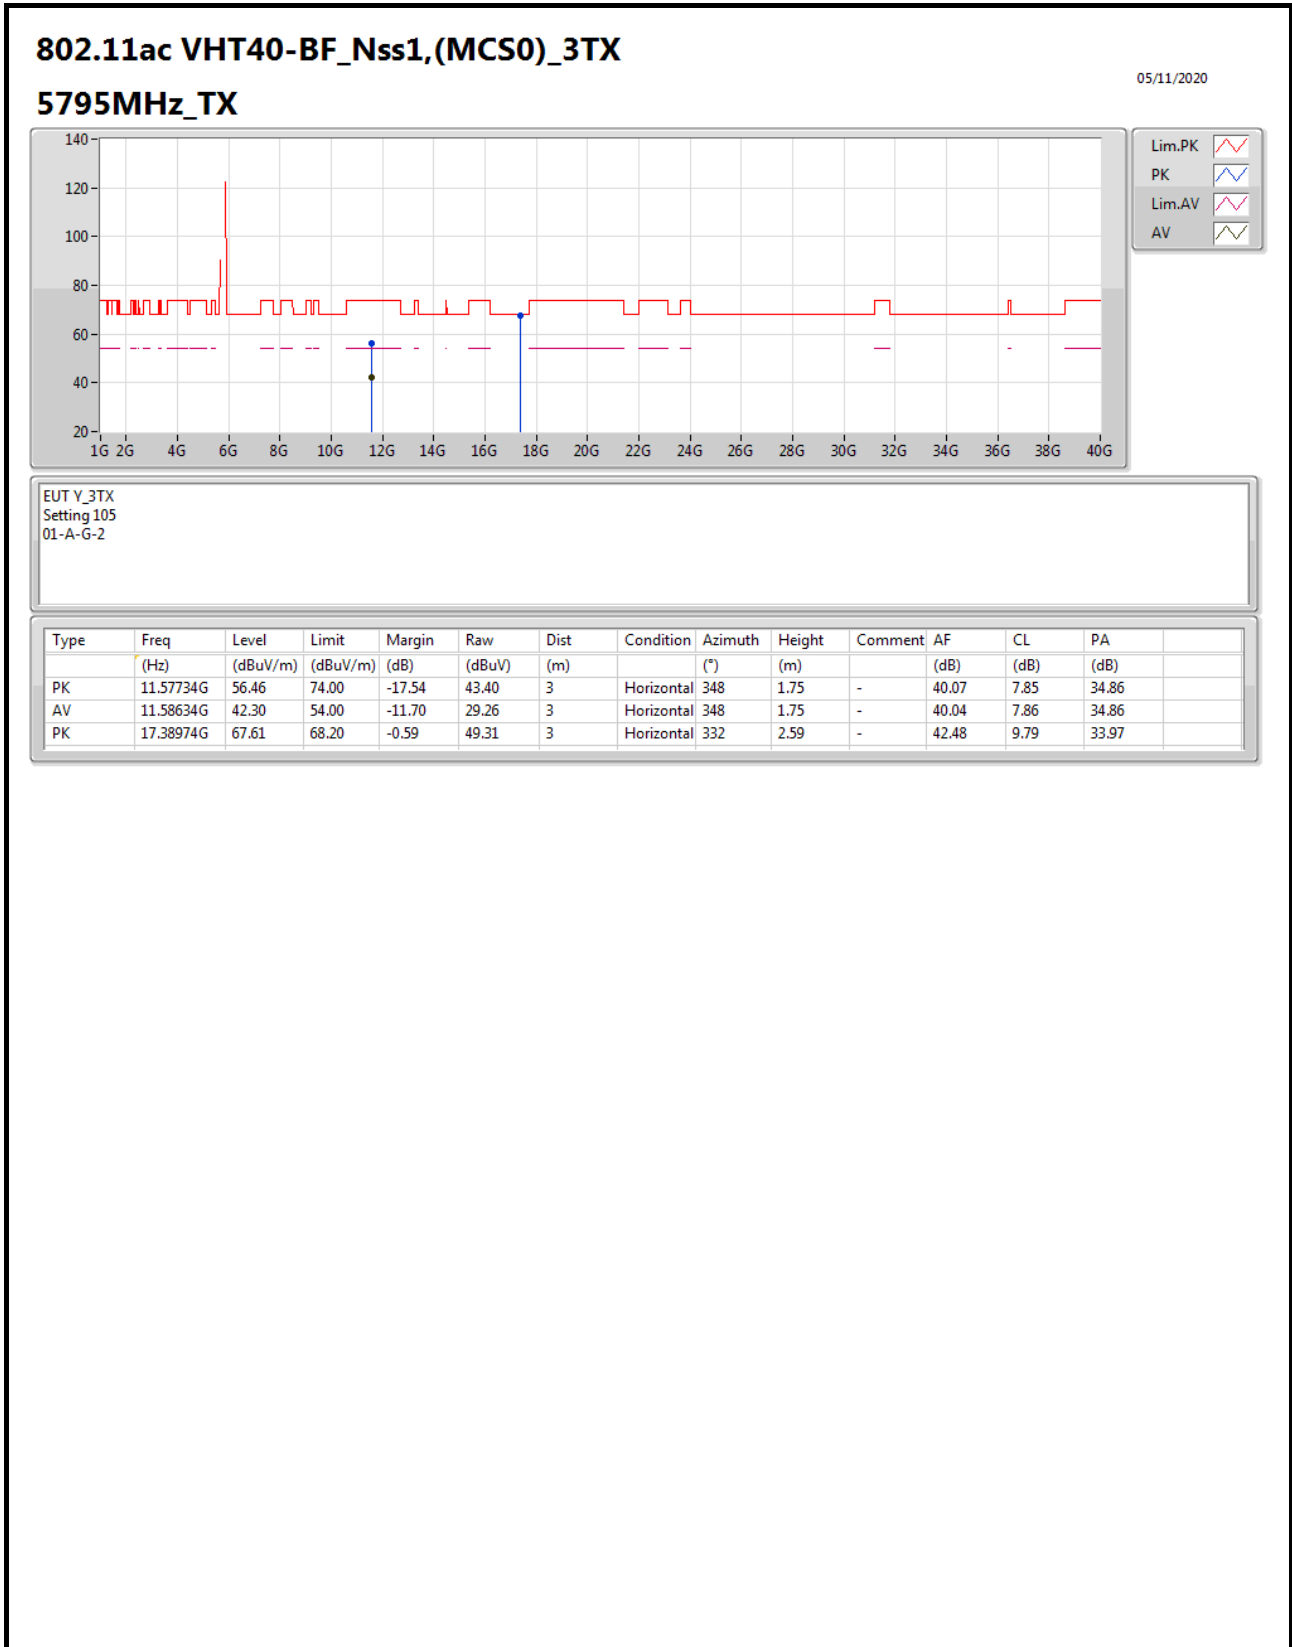 802.11ac VHT40-BF_Nss1,(MCS0)_3TX
05/11/2020
5795MHz_TX
140
120
100
80
60
40
20
1G 2G 4G 6G 8G 10G 12G 14G 16G 18G 20G 22G 24G 26G 28G 30G 32G 34G 36G 38G 40G
Lim.PK
PK
Lim.AV
AV
EUT Y_3TX
Setting 105
01-A-G-2
Type Freq Level Limit Margin Raw Dist Condition Azimuth Height Comment AF CL PA
(Hz) (dBuV/m) (dBuV/m) (dB) (dBuV) (m) (°) (m) (dB) (dB) (dB)
PK 11.57734G 56.46 74.00 -17.54 43.40 3 Horizontal 348 1.75 - 40.07 7.85 34.86
AV 11.58634G 42.30 54.00 -11.70 29.26 3 Horizontal 348 1.75 - 40.04 7.86 34.86
PK 17.38974G 67.61 68.20 -0.59 49.31 3 Horizontal 332 2.59 - 42.48 9.79 33.97